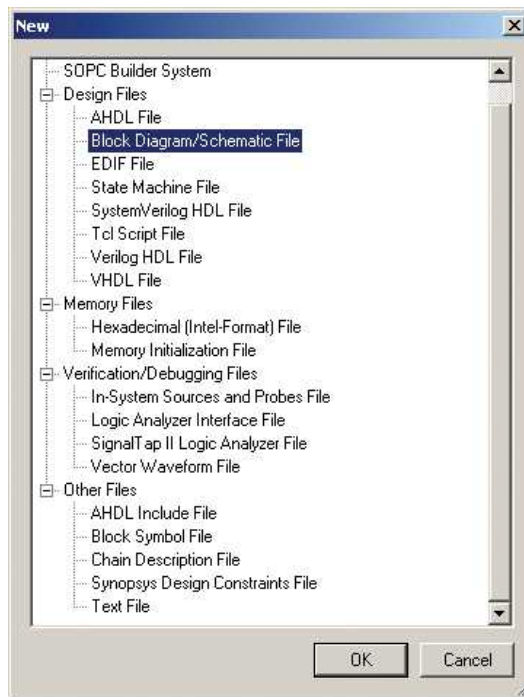 New
SOPC Builder System
Design Files
AHDL File
Block Diagram/Schematic File
EDIF File
State Machine File
SystemVerilog HDL File
Tcl Script File
Verilog HDL File
VHDL File
Memory Files
Hexadecimal (Intel-Format) File
Memory Initialization File
Verification/Debugging Files
In-System Sources and Probes File
Logic Analyzer Interface File
SignalTap II Logic Analyzer File
Vector Waveform File
Other Files
AHDL Include File
Block Symbol File
Chain Description File
Synopsys Design Constraints File
Text File
OK Cancel